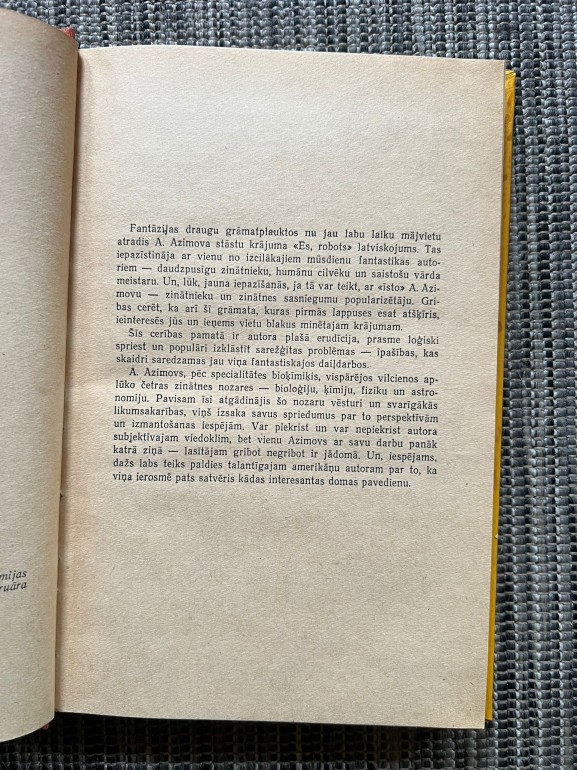 Fantāzijas draugu grāmatplauktos nu jau labu laiku mājvietu
atradis A. Azimova stāstu krājuma «Es, robots» latviskojums. Tas
iepazīstināja ar vienu no izcilākajiem mūsdienu fantastikas auto-
riem — daudzpusīgu zinātnieku, humānu cilvēku un saistošu vārda
meistaru. Un, lūk, jauna iepazīšanās, ja tā var teikt, ar «īsto» A. Azi-
movu — zinātnieku un zinātnes sasniegumu popularizētāju. Gri-
bas cerēt, ka arī šī grāmata, kuras pirmās lappuses esat atšķīris,
ieinteresēs jūs un ieņems vietu blakus minētajam krājumam.
Šīs cerības pamatā ir autora plašā erudīcija, prasme loģiski
spriest un populāri izklāstīt sarežģītas problēmas — īpašības, kas
skaidri saredzamas jau viņa fantastiskajos daiļdarbos.
A. Azimovs, pēc specialitātes bioķīmiķis, vispārējos vilcienos ap-
lūko četras zinātnes nozares — bioloģiju, ķīmiju, fiziku un astro-
nomiju. Pavisam īsi atgādinājis šo nozaru vēsturi un svarīgākās
likumsakarības, viņš izsaka savus spriedumus par to perspektīvām
un izmantošanas iespējām. Var piekrist un var nepiekrist autora
subjektīvajam viedoklim, bet vienu Azimovs ar savu darbu panāk
katrā ziņā — lasītājam gribot negribot ir jādomā. Un, iespējams,
dažs labs teiks paldies talantīgajam amerikāņu autoram par to, ka
viņa ierosmē pats satvēris kādas interesantas domas pavedienu.
mijas
ruāra